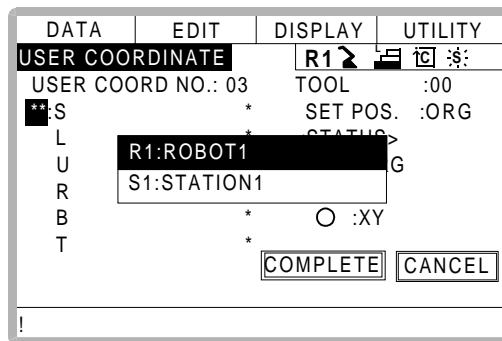 DATA EDIT DISPLAY UTILITY
USER COORDINATE R1 C S
USER COORD NO.: 03 TOOL :00
**:S * SET POS. :ORG
L
R1:ROBOT1
U G
S1:STATION1
R
B * :XY
T *
COMPLETE CANCEL
!